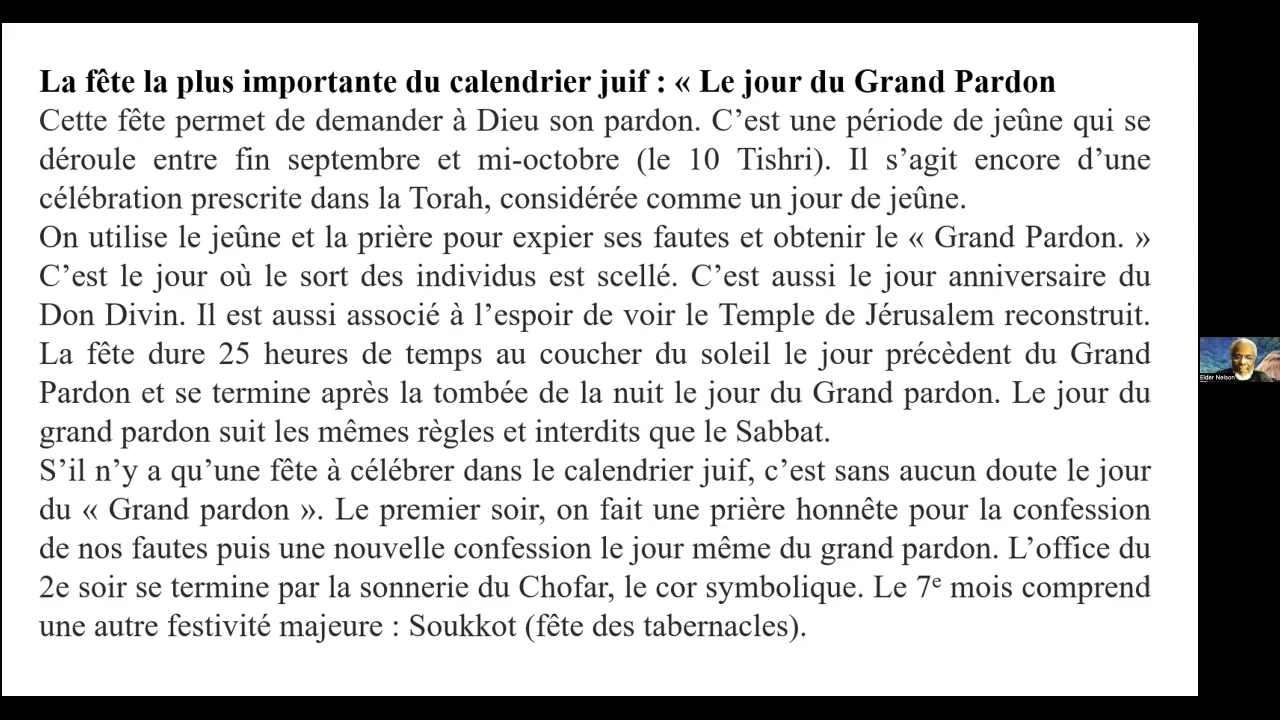 La fête la plus importante du calendrier juif : « Le jour du Grand Pardon
Cette fête permet de demander à Dieu son pardon. C’est une période de jeûne qui se
déroule entre fin septembre et mi-octobre (le 10 Tishri). Il s’agit encore d’une
célébration prescrite dans la Torah, considérée comme un jour de jeûne.
On utilise le jeûne et la prière pour expier ses fautes et obtenir le « Grand Pardon. »
C’est le jour où le sort des individus est scellé. C’est aussi le jour anniversaire du
Don Divin. Il est aussi associé à l’espoir de voir le Temple de Jérusalem reconstruit.
La fête dure 25 heures de temps au coucher du soleil le jour précèdent du Grand
Pardon et se termine après la tombée de la nuit le jour du Grand pardon. Le jour du
grand pardon suit les mêmes règles et interdits que le Sabbat.
S’il n’y a qu’une fête à célébrer dans le calendrier juif, c’est sans aucun doute le jour
du « Grand pardon ». Le premier soir, on fait une prière honnête pour la confession
de nos fautes puis une nouvelle confession le jour même du grand pardon. L’office du
2e soir se termine par la sonnerie du Chofar, le cor symbolique. Le 7ᵉ mois comprend
une autre festivité majeure : Soukkot (fête des tabernacles).
Elder Nelson